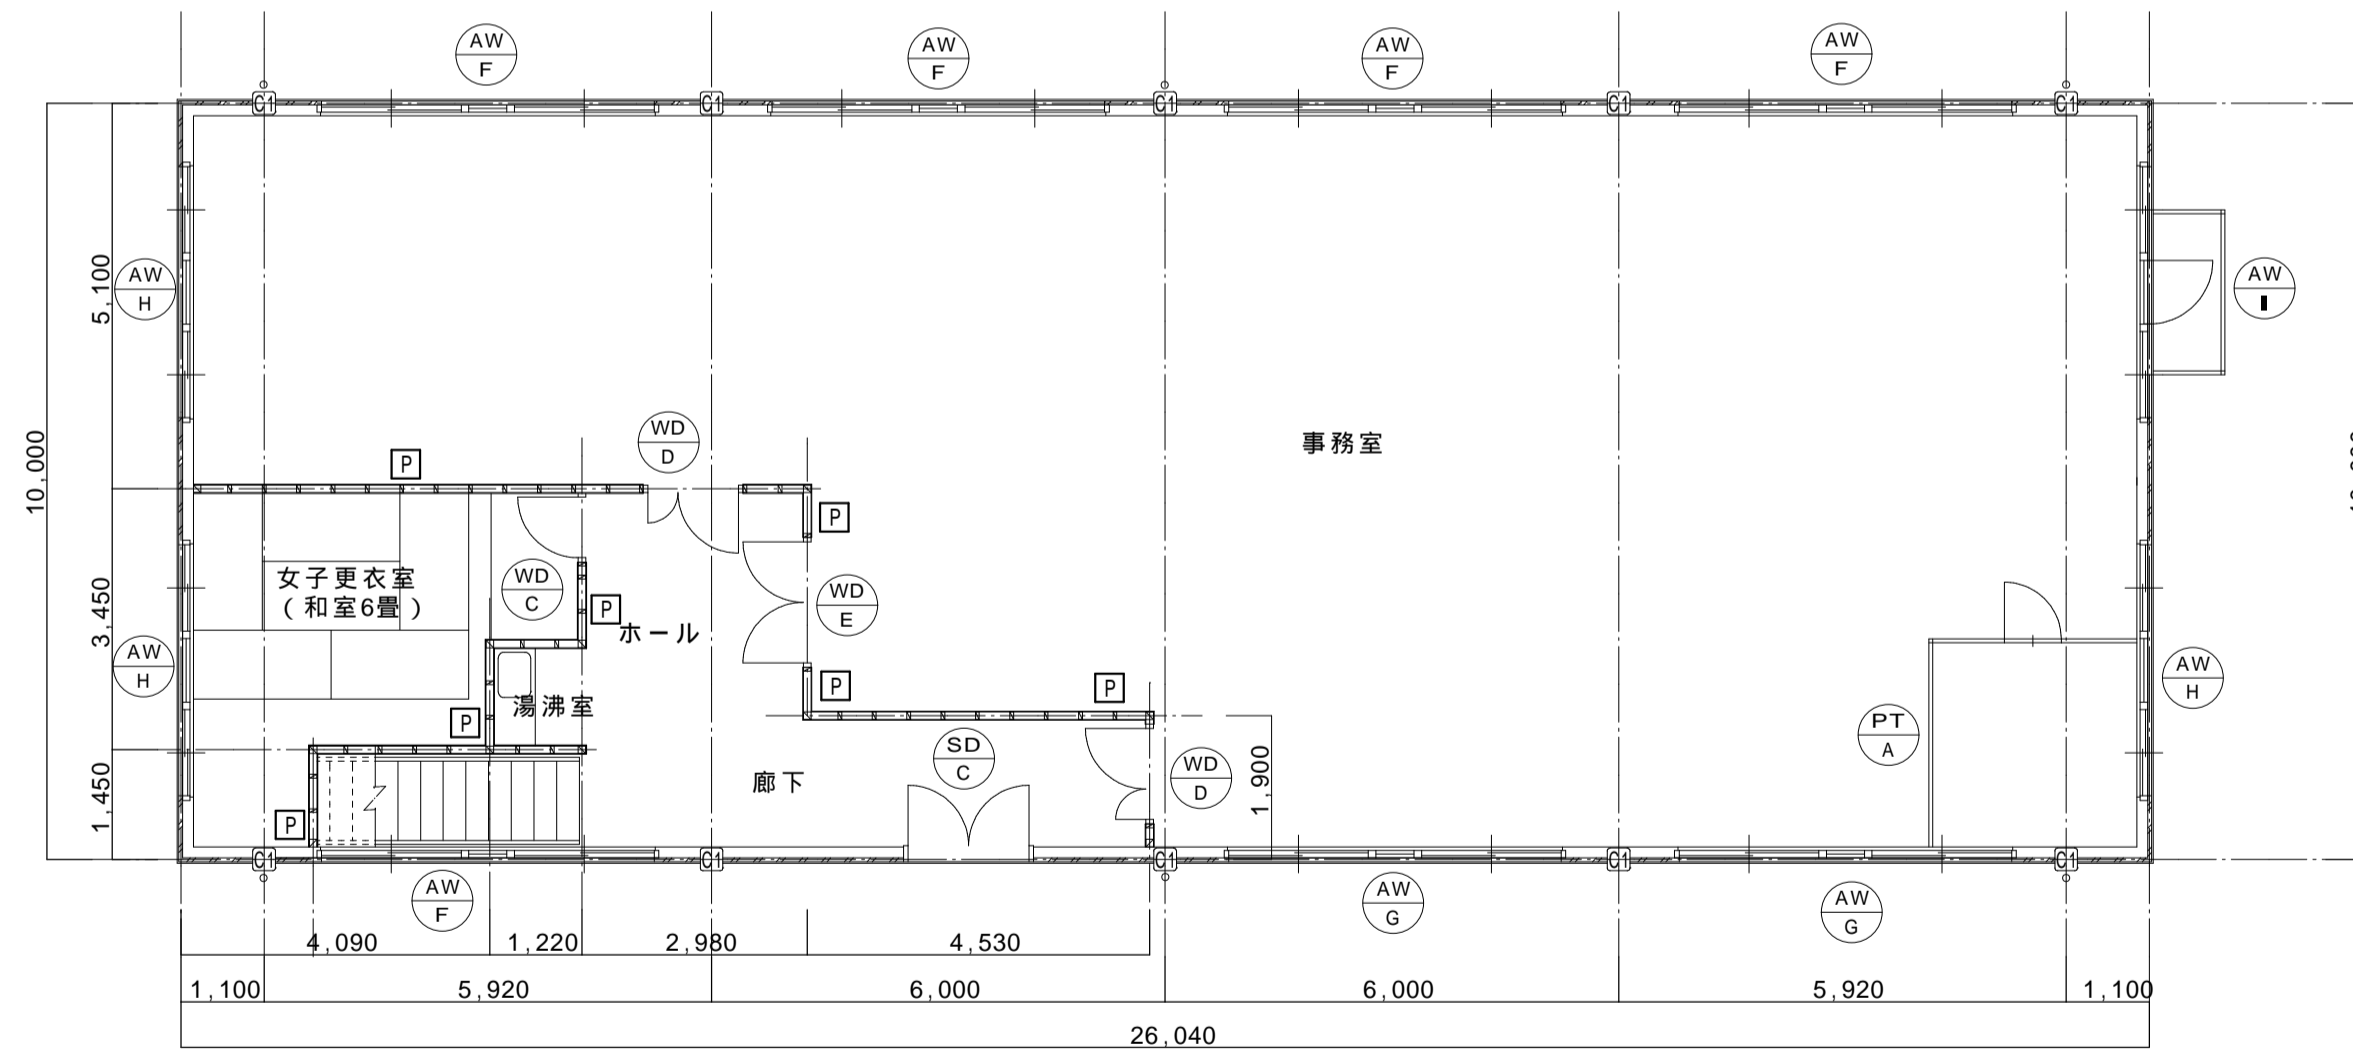 AW
F
AW
F
AW
F
AW
F
C1
C1
C1
C1
C1
5,100
AW
H
AW
I
10,000
WD
D
事務室
P
P
女子更衣室
(和室6畳)
WD
C
P
WD
E
ホール
3,450
AW
H
湯沸室
P
P
P
AW
H
PT
A
SD
C
WD
D
1,900
廊下
1,450
P
C1
C1
C1
C1
C1
AW
F
AW
G
AW
G
4,090
1,220
2,980
4,530
1,100
5,920
6,000
6,000
5,920
1,100
26,040